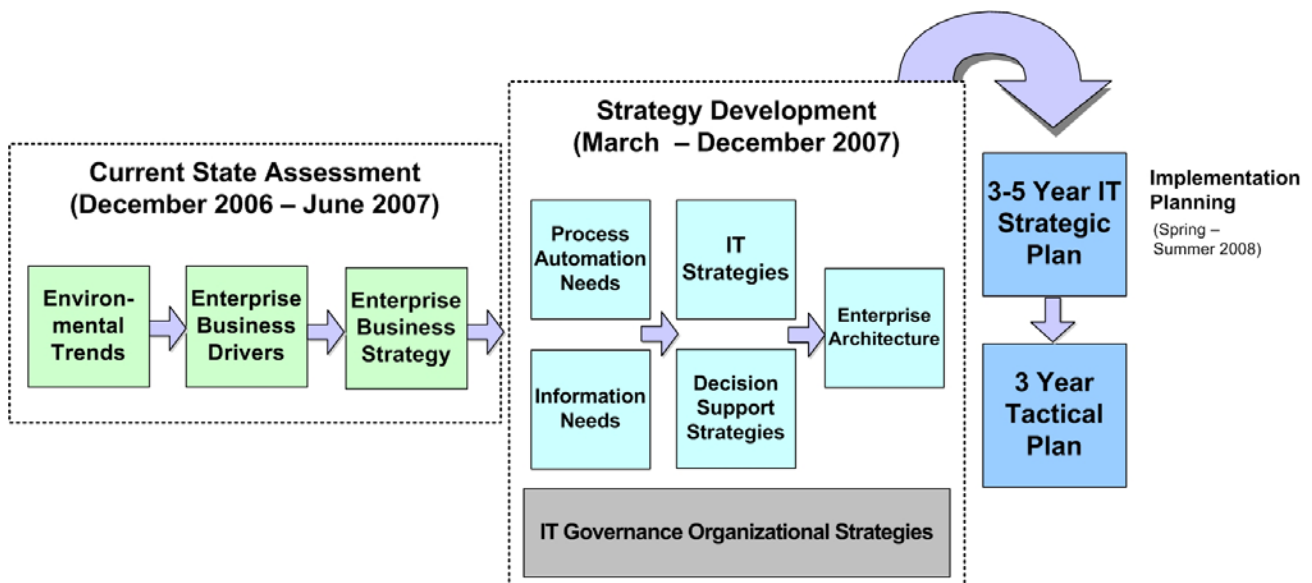 Current State Assessment
(December 2006 – June 2007)
Environ-
mental
Trends
Enterprise
Business
Drivers
Enterprise
Business
Strategy
Strategy Development
(March – December 2007)
Process
Automation
Needs
Information
Needs
IT
Strategies
Decision
Support
Strategies
Enterprise
Architecture
IT Governance Organizational Strategies
3-5 Year IT
Strategic
Plan
Implementation
Planning
(Spring –
Summer 2008)
3 Year
Tactical
Plan